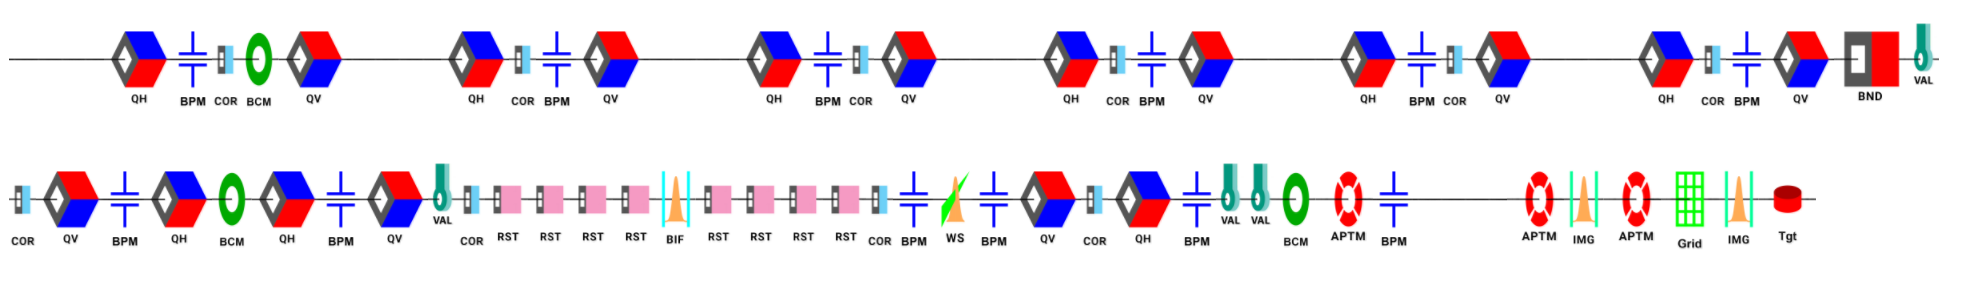 QH BPM COR BCM QV QH COR BPM QV QH BPM COR QV QH COR BPM QV QH BPM COR QV QH COR BPM QV BND VAL
COR QV BPM QH BCM QH BPM QV VAL COR RST RST RST RST BIF RST RST RST RST COR BPM WS BPM QV COR QH BPM VAL VAL BCM APTM BPM APTM IMG APTM Grid IMG Tgt